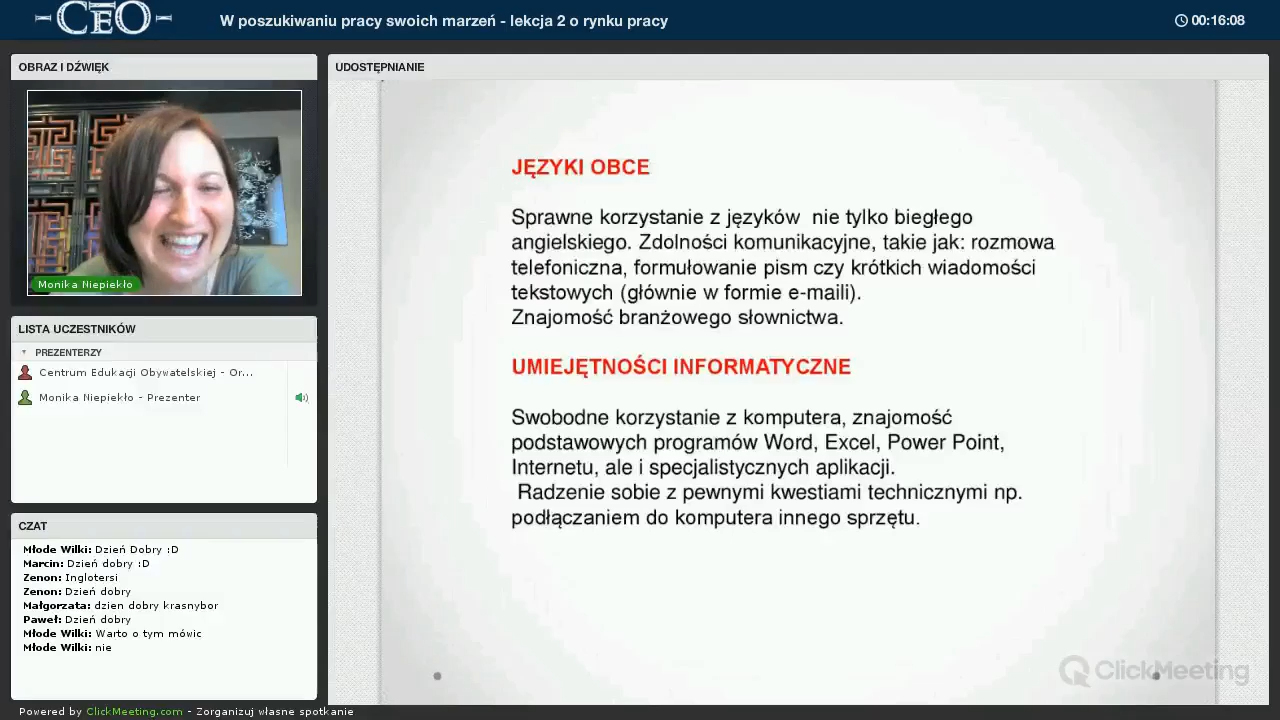 CEO
W poszukiwaniu pracy swoich marzeń - lekcja 2 o rynku pracy
00:16:08
OBRAZ I DŹWIĘK
Monika Niepiekło
LISTA UCZESTNIKÓW
PREZENTERZY
Centrum Edukacji Obywatelskiej - Or...
Monika Niepiekło - Prezenter
CZAT
Młode Wilki: Dzień Dobry :D
Marcin: Dzień dobry :D
Zenon: Inglotersi
Zenon: Dzień dobry
Małgorzata: dzien dobry krasnybor
Paweł: Dzień dobry
Młode Wilki: Warto o tym mówic
Młode Wilki: nie
Powered by ClickMeeting.com - Zorganizuj własne spotkanie
UDOSTĘPNIANIE
JĘZYKI OBCE
Sprawne korzystanie z języków  nie tylko biegłego
angielskiego. Zdolności komunikacyjne, takie jak: rozmowa
telefoniczna, formułowanie pism czy krótkich wiadomości
tekstowych (głównie w formie e-maili).
Znajomość branżowego słownictwa.
UMIEJĘTNOŚCI INFORMATYCZNE
Swobodne korzystanie z komputera, znajomość
podstawowych programów Word, Excel, Power Point,
Internetu, ale i specjalistycznych aplikacji.
Radzenie sobie z pewnymi kwestiami technicznymi np.
podłączaniem do komputera innego sprzętu.
ClickMeeting